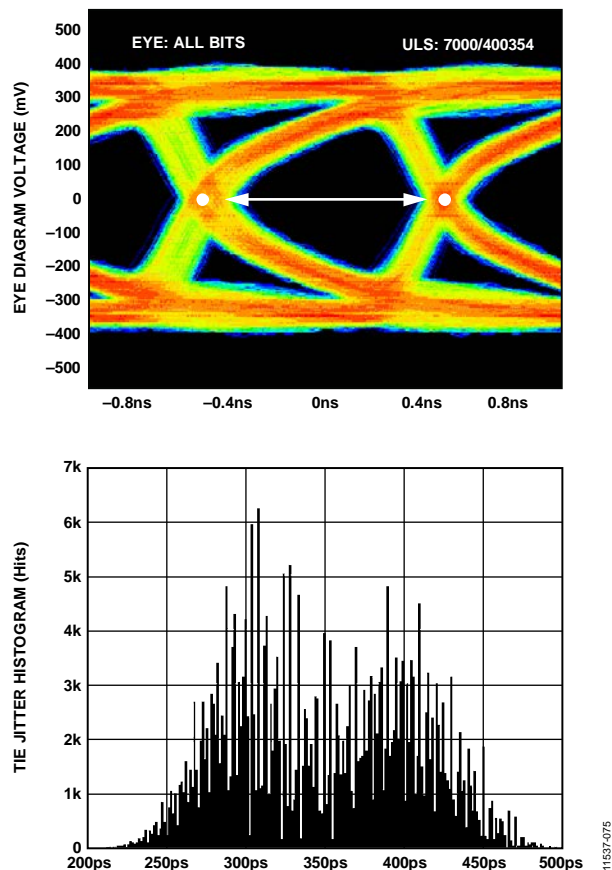 EYE: ALL BITS
ULS: 7000/400354
EYE DIAGRAM VOLTAGE (mV)
500
400
300
200
100
0
–100
–200
–300
–400
–500
–0.8ns –0.4ns 0ns 0.4ns 0.8ns
TIE JITTER HISTOGRAM (Hits)
7k
6k
5k
4k
3k
2k
1k
0
200ps 250ps 300ps 350ps 400ps 450ps 500ps
11537-075